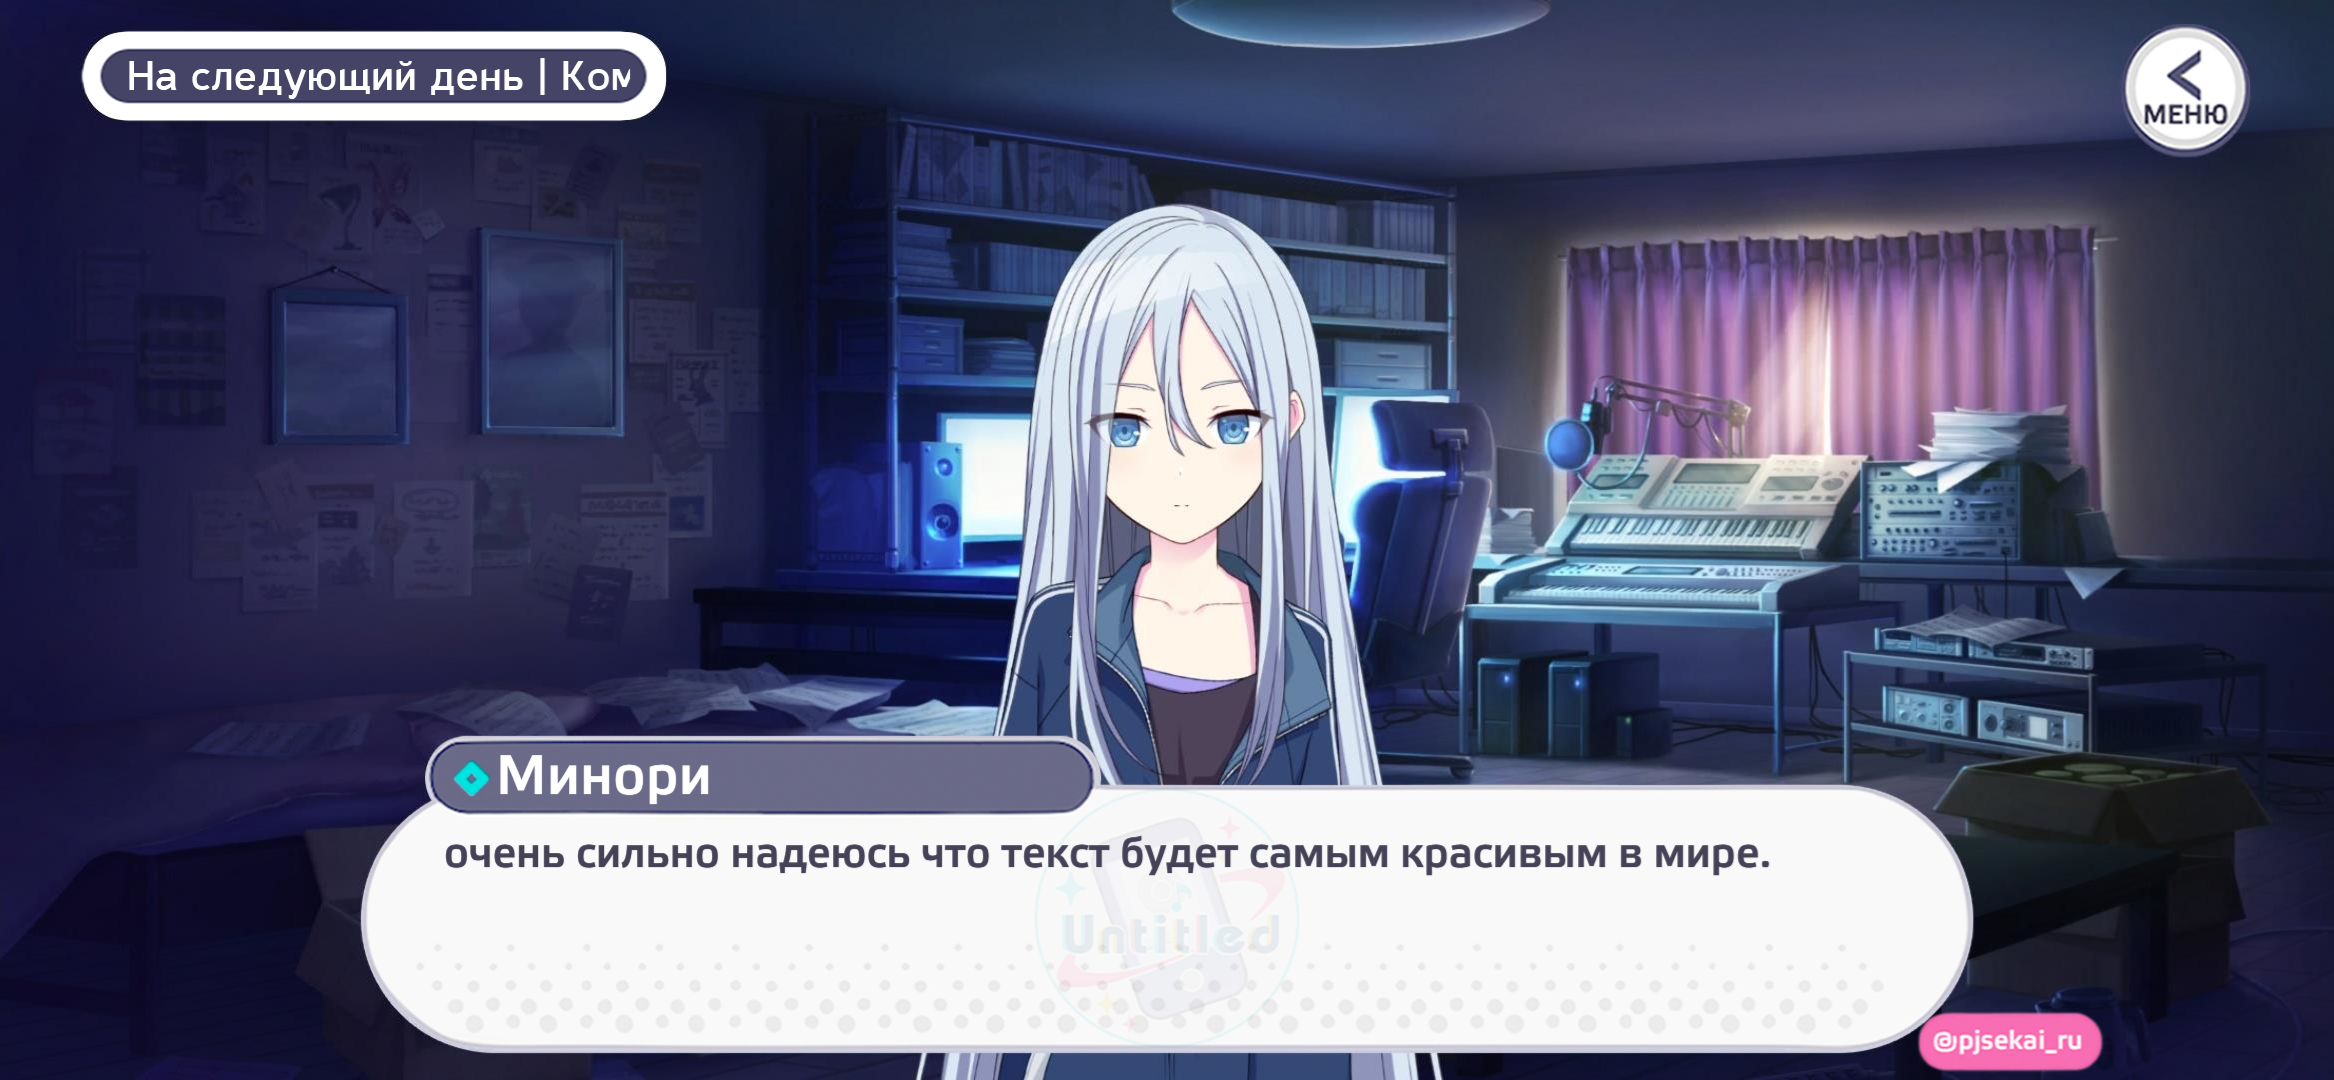 На следующий день | Ком
МЕНЮ
Минори
очень сильно надеюсь что текст будет самым красивым в мире.
Untitled
@pjsekai_ru